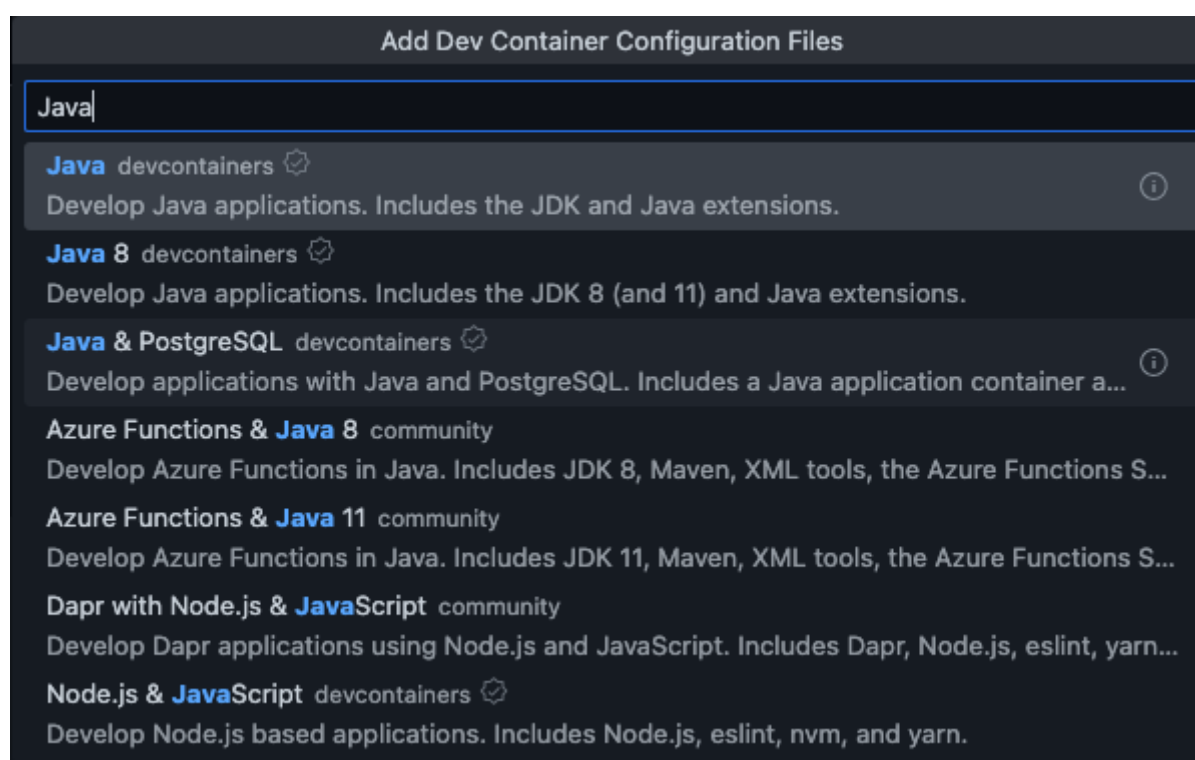 Add Dev Container Configuration Files
Java
Java devcontainers
Develop Java applications. Includes the JDK and Java extensions.
Java 8 devcontainers
Develop Java applications. Includes the JDK 8 (and 11) and Java extensions.
Java & PostgreSQL devcontainers
Develop applications with Java and PostgreSQL. Includes a Java application container a...
Azure Functions & Java 8 community
Develop Azure Functions in Java. Includes JDK 8, Maven, XML tools, the Azure Functions S...
Azure Functions & Java 11 community
Develop Azure Functions in Java. Includes JDK 11, Maven, XML tools, the Azure Functions S...
Dapr with Node.js & JavaScript community
Develop Dapr applications using Node.js and JavaScript. Includes Dapr, Node.js, eslint, yarn...
Node.js & JavaScript devcontainers
Develop Node.js based applications. Includes Node.js, eslint, nvm, and yarn.